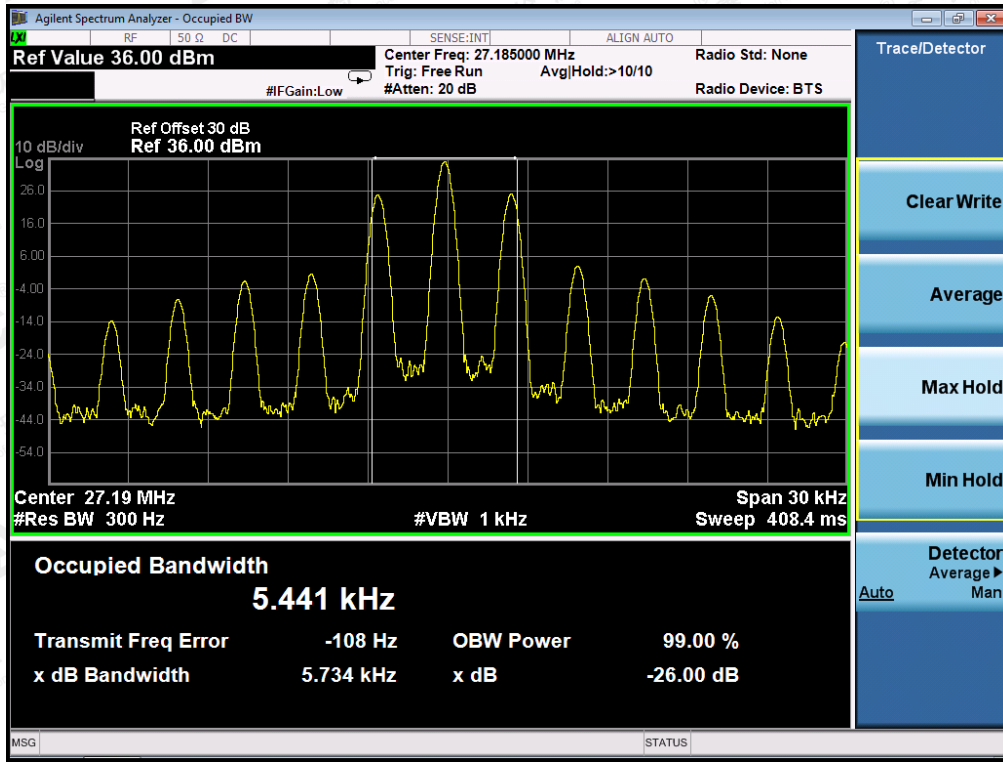 Agilent Spectrum Analyzer - Occupied BW
LXI RF 50 Ω DC SENSE:INT ALIGN AUTO
Ref Value 36.00 dBm
Center Freq: 27.185000 MHz Radio Std: None
Trig: Free Run Avg|Hold:>10/10
#IFGain:Low #Atten: 20 dB Radio Device: BTS
Ref Offset 30 dB
10 dB/div Ref 36.00 dBm
Log
26.0
16.0
6.00
-4.00
-14.0
-24.0
-34.0
-44.0
-54.0
Center 27.19 MHz Span 30 kHz
#Res BW 300 Hz #VBW 1 kHz Sweep 408.4 ms
Occupied Bandwidth
5.441 kHz
Transmit Freq Error -108 Hz OBW Power 99.00 %
x dB Bandwidth 5.734 kHz x dB -26.00 dB
MSG STATUS
Trace/Detector
Clear Write
Average
Max Hold
Min Hold
Detector
Average▶
Auto Man